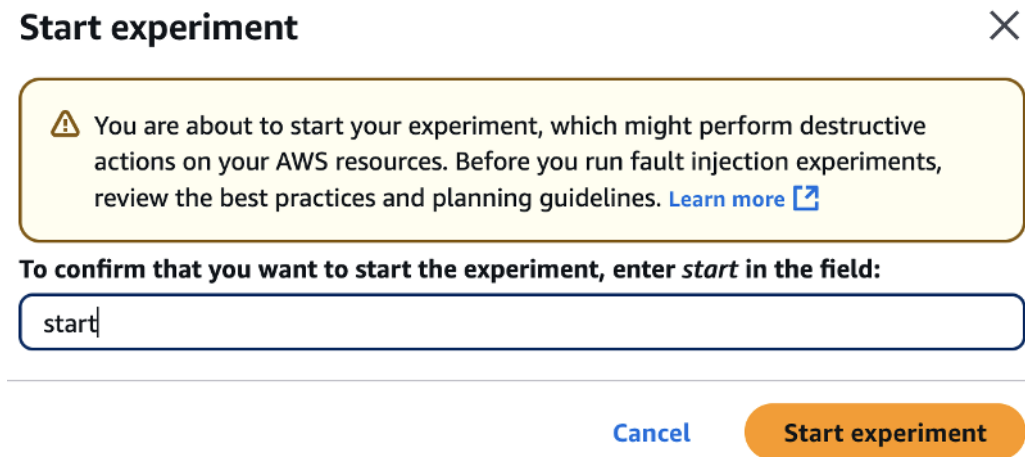 Start experiment
You are about to start your experiment, which might perform destructive
actions on your AWS resources. Before you run fault injection experiments,
review the best practices and planning guidelines. Learn more
To confirm that you want to start the experiment, enter start in the field:
start
Cancel
Start experiment